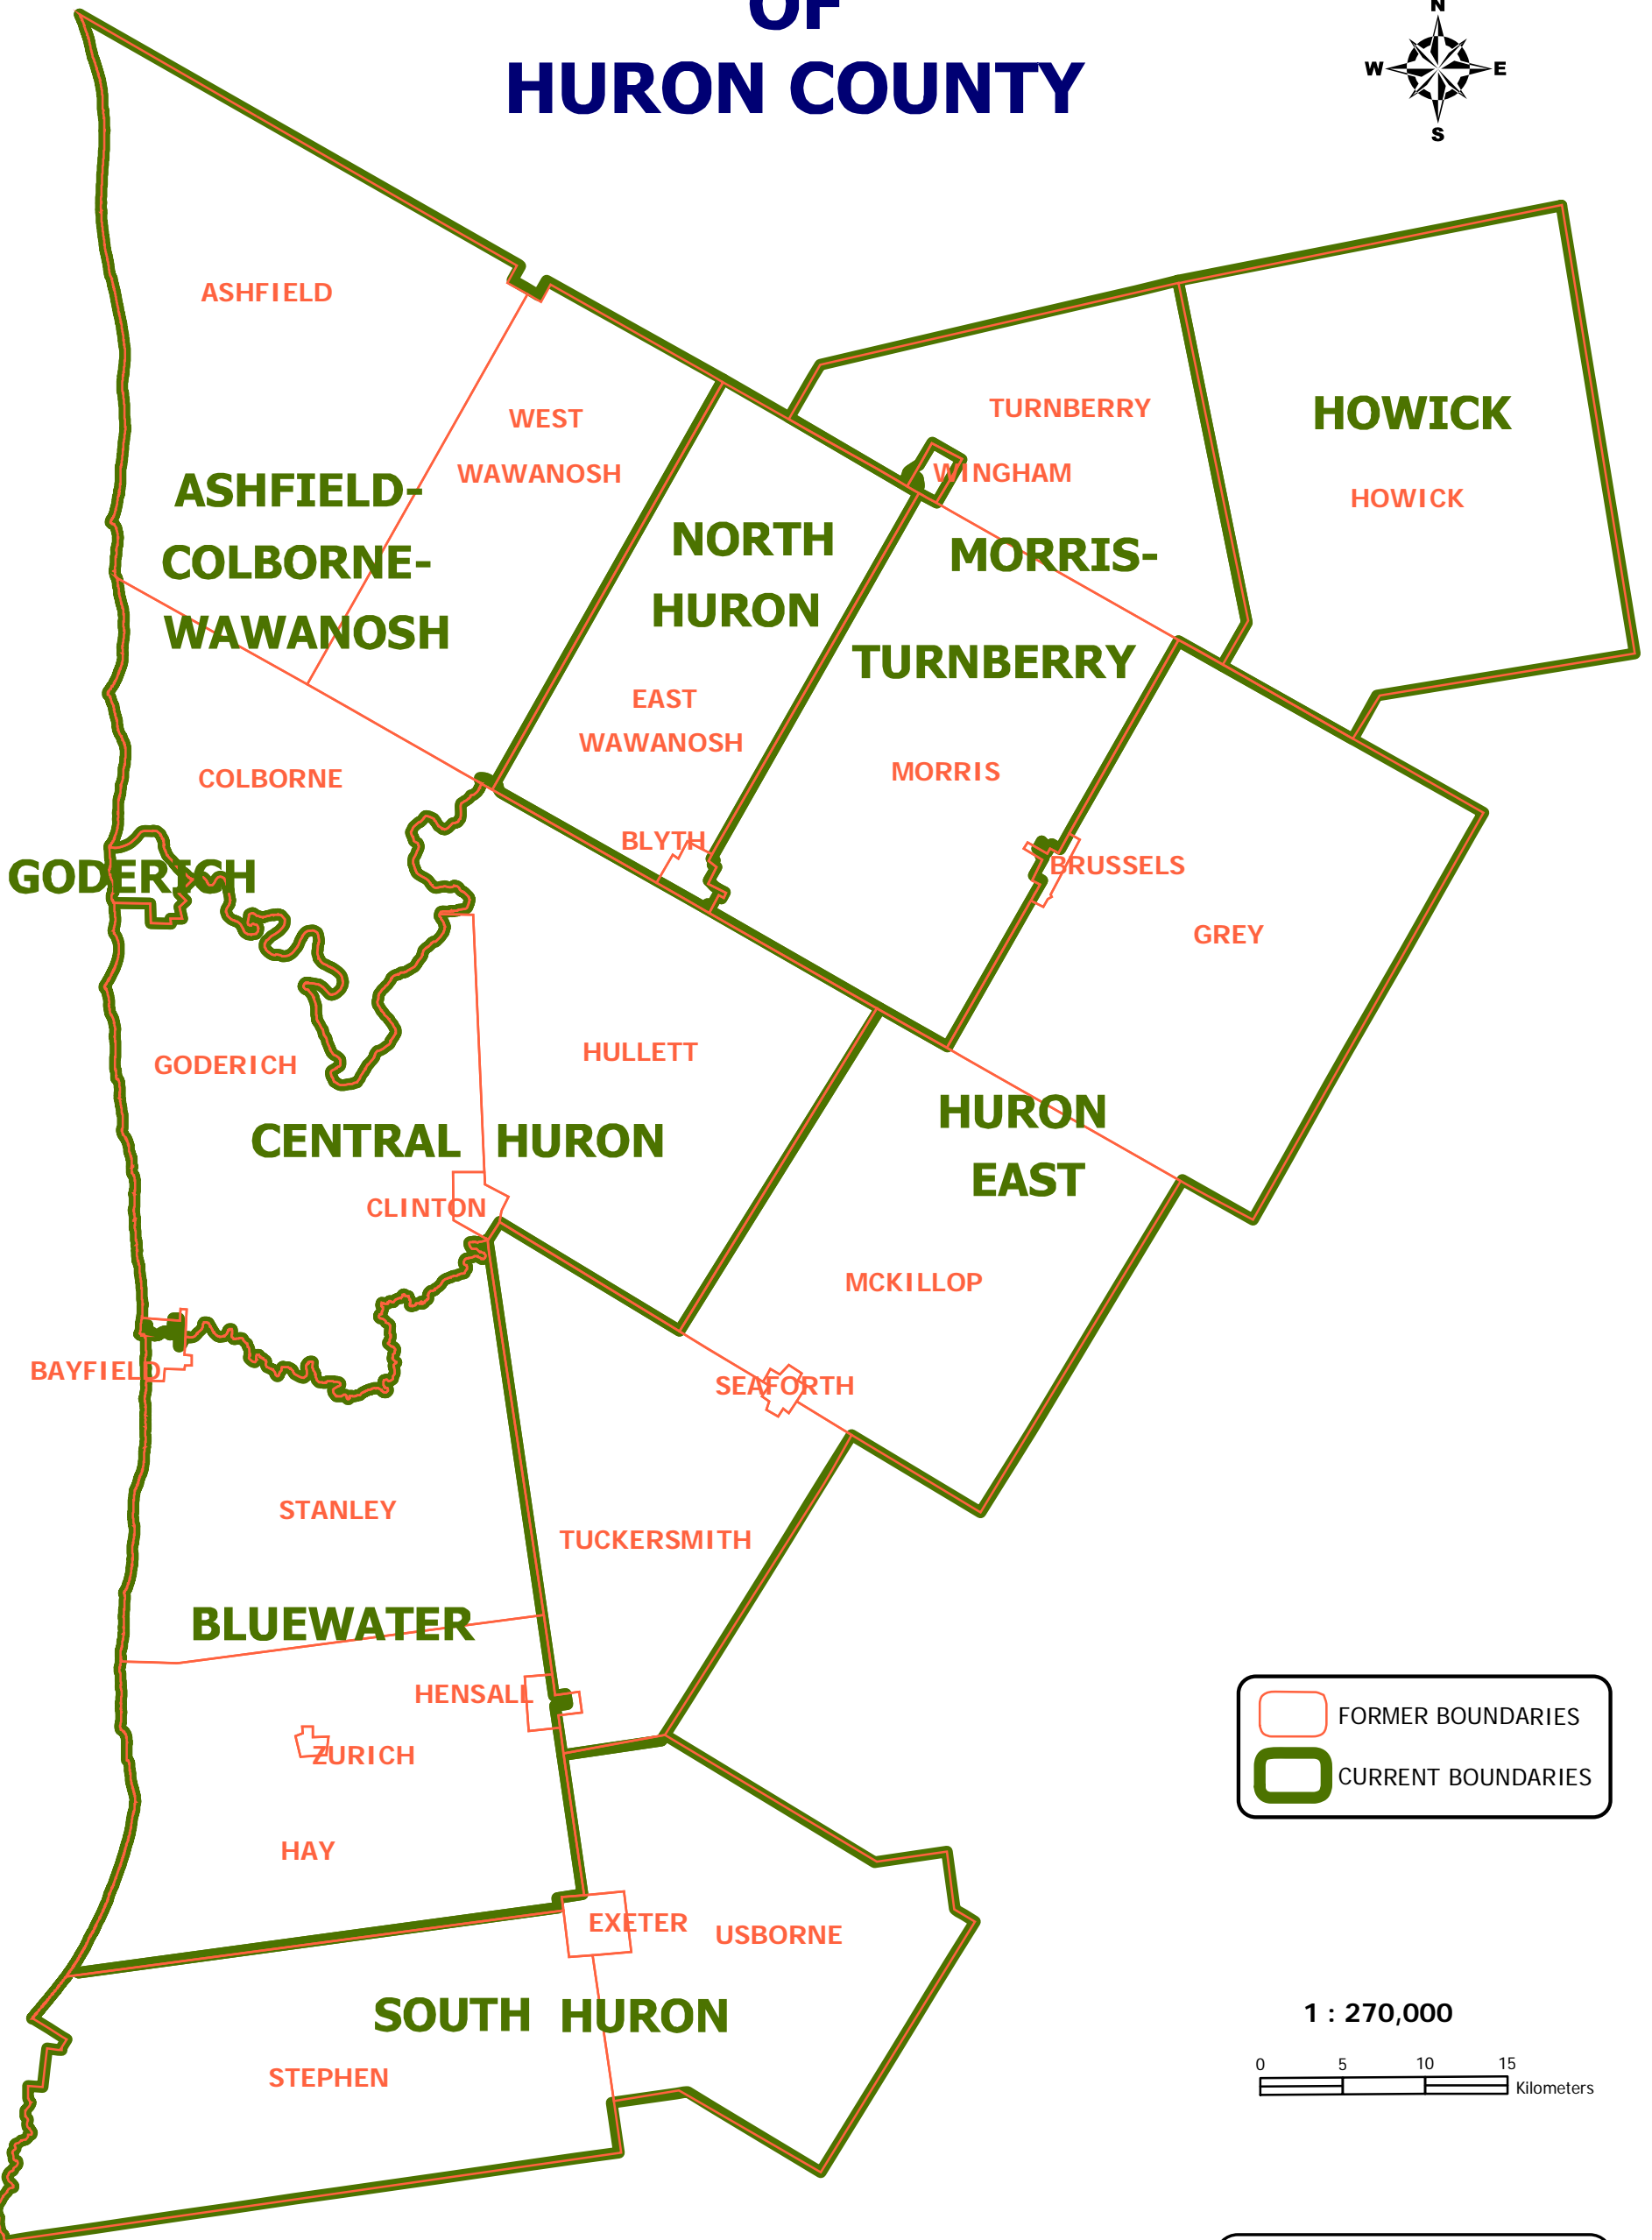 OF
HURON COUNTY
N
W
E
S
ASHFIELD
WEST
WAWANOSH
TURNBERRY
WINGHAM
HOWICK
HOWICK
ASHFIELD-
COLBORNE-
WAWANOSH
NORTH
HURON
MORRIS-
TURNBERRY
EAST
WAWANOSH
MORRIS
COLBORNE
BLYTH
BRUSSELS
GODERICH
GREY
GODERICH
HULLETT
CENTRAL HURON
HURON
EAST
CLINTON
MCKILLOP
BAYFIELD
SEAFORTH
STANLEY
TUCKERSMITH
BLUEWATER
HENSALL
ZURICH
HAY
EXETER
USBORNE
SOUTH HURON
STEPHEN
FORMER BOUNDARIES
CURRENT BOUNDARIES
1 : 270,000
0 5 10 15
Kilometers